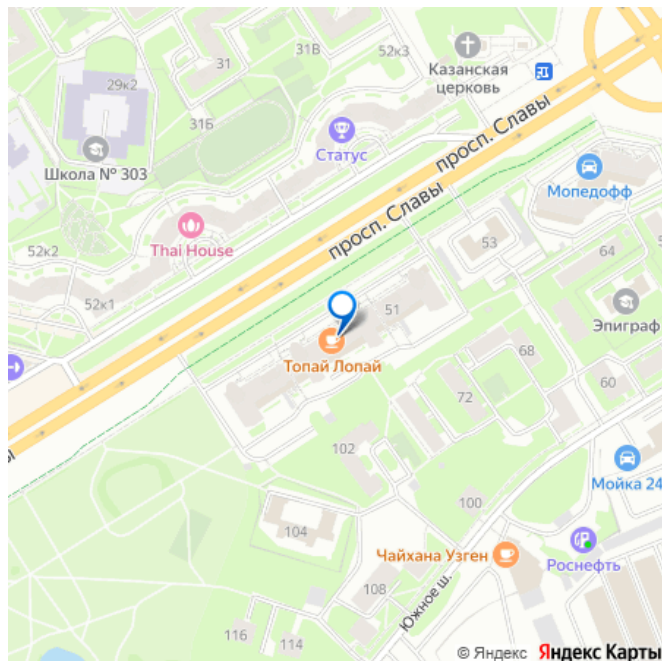 31В
52к3
31
Казанская
церковь
29к2
31Б
Статус
просп. Славы
Школа № 303
Мопедофф
просп. Славы
53
52к2
Thai House
64
52к1
51
Эпиграф
68
Топай Лопай
60
72
102
Мойка 24
100
104
Чайхана Узген
Роснефть
108
Южное ш.
116
114
© Яндекс Яндекс Карты